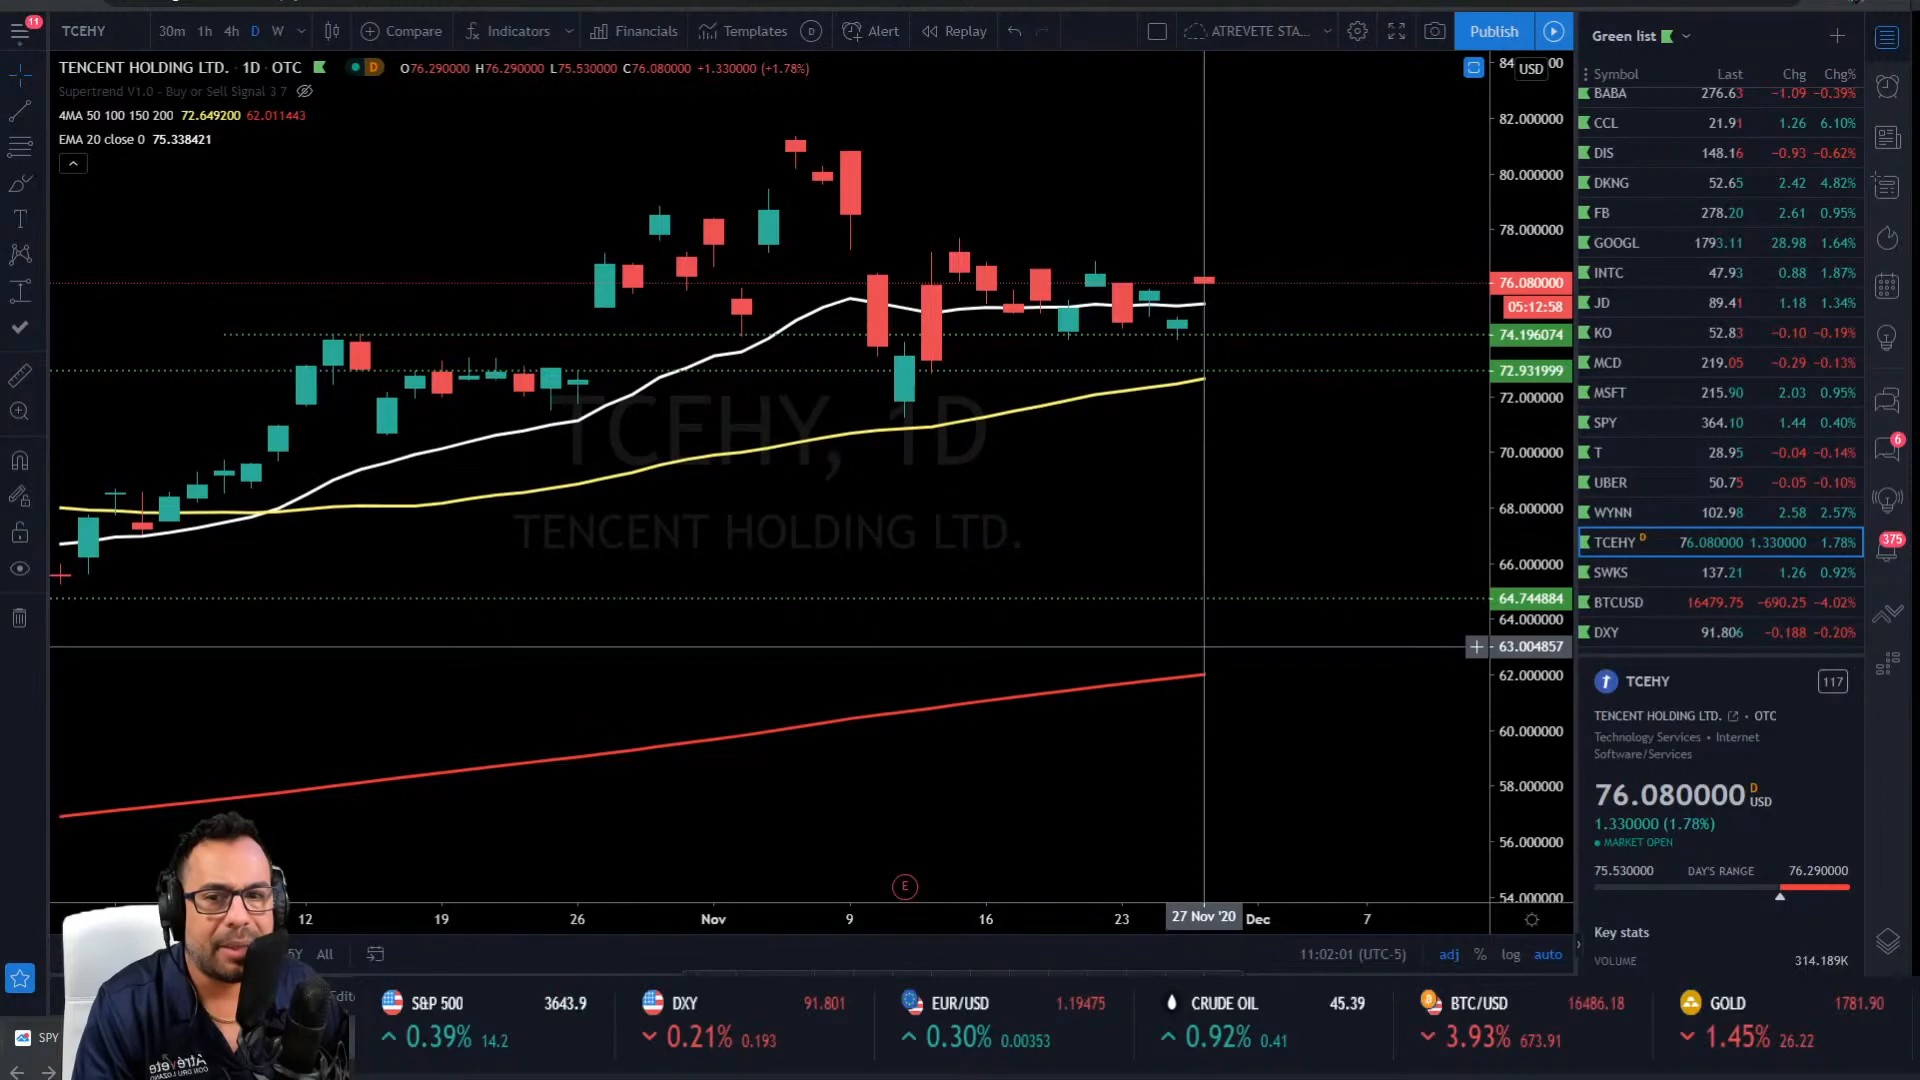 11
TCEHY 30m 1h 4h D W Compare Indicators Financials Templates D Alert Replay ATREVETE STA... Publish
TENCENT HOLDING LTD. · 1D · OTC D O76.290000 H76.290000 L75.530000 C76.080000 +1.330000 (+1.78%)
Supertrend V1.0 - Buy or Sell Signal 3 7
4MA 50 100 150 200 72.649200 62.011443
EMA 20 close 0 75.338421
TCEHY, 1D
TENCENT HOLDING LTD.
USD
82.000000
80.000000
78.000000
76.080000
05:12:58
74.196074
72.931999
72.000000
70.000000
68.000000
66.000000
64.744884
64.000000
63.004857
62.000000
60.000000
58.000000
56.000000
54.000000
E
12 19 26 Nov 9 16 23 27 Nov '20 Dec 7
5Y All 11:02:01 (UTC-5) adj % log auto
Green list
Symbol Last Chg Chg%
BABA 276.63 −1.09 −0.39%
CCL 21.91 1.26 6.10%
DIS 148.16 −0.93 −0.62%
DKNG 52.65 2.42 4.82%
FB 278.20 2.61 0.95%
GOOGL 1793.11 28.98 1.64%
INTC 47.93 0.88 1.87%
JD 89.41 1.18 1.34%
KO 52.83 −0.10 −0.19%
MCD 219.05 −0.29 −0.13%
MSFT 215.90 2.03 0.95%
SPY 364.10 1.44 0.40%
T 28.95 −0.04 −0.14%
UBER 50.75 −0.05 −0.10%
WYNN 102.98 2.58 2.57%
TCEHY D 76.080000 1.330000 1.78%
SWKS 137.21 1.26 0.92%
BTCUSD 16479.75 −690.25 −4.02%
DXY 91.806 −0.188 −0.20%
TCEHY 117
TENCENT HOLDING LTD. • OTC
Technology Services • Internet
Software/Services
76.080000 D USD
1.330000 (1.78%)
MARKET OPEN
75.530000 DAY'S RANGE 76.290000
Key stats
VOLUME 314.189K
6
375
S&P 500 3643.9
0.39% 14.2
DXY 91.801
0.21% 0.193
EUR/USD 1.19475
0.30% 0.00353
CRUDE OIL 45.39
0.92% 0.41
BTC/USD 16486.18
3.93% 673.91
GOLD 1781.90
1.45% 26.22
SPY
Atrévete